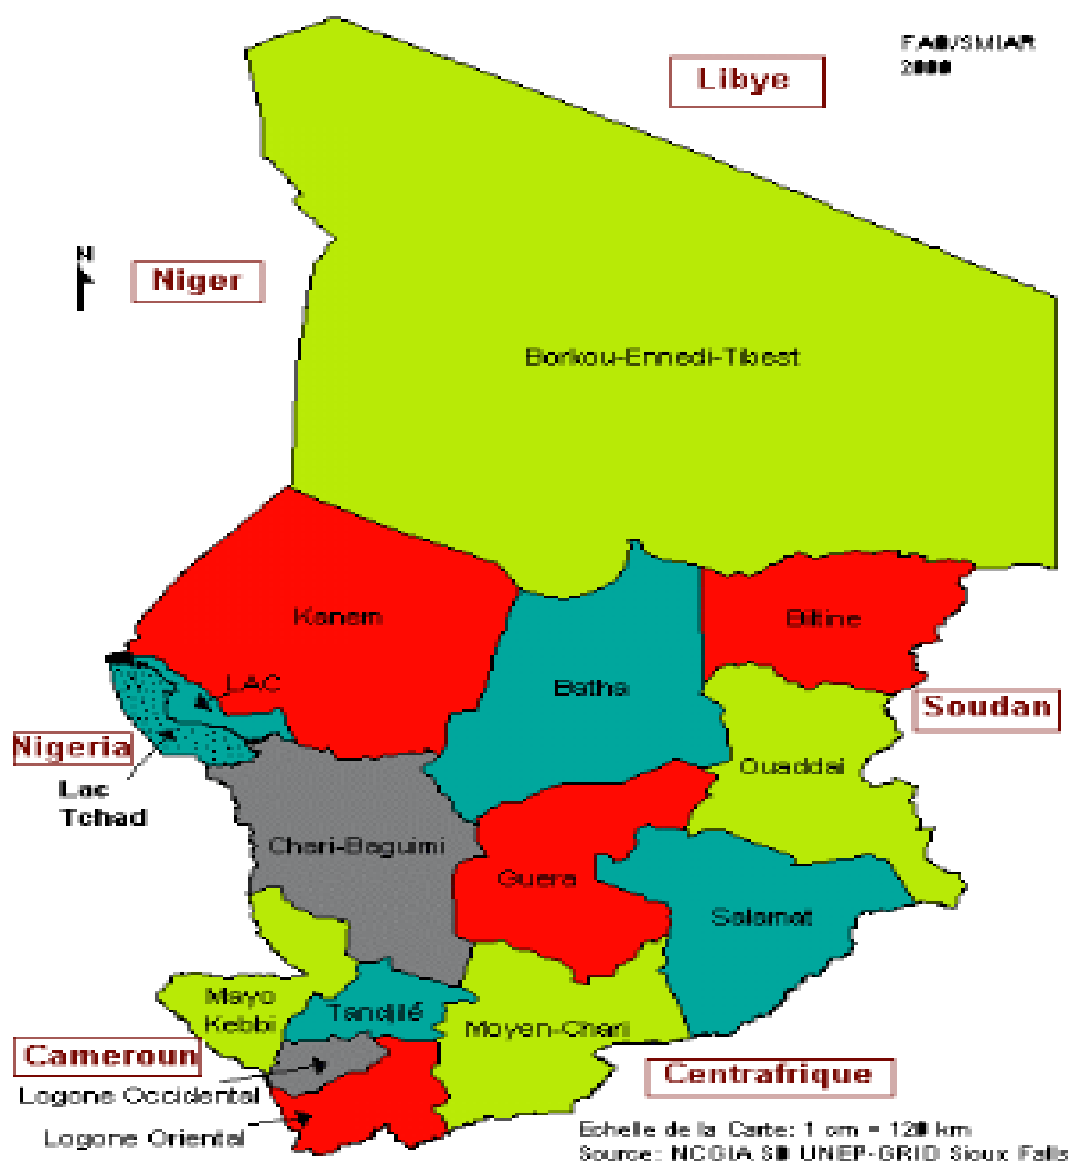 FAO/SMIAR
2000
Libye
N
Niger
Borkou-Ennedi-Tibest
Kanem
Biltine
LAC
Batha
Soudan
Nigeria
Ouaddai
Lac
Tchad
Chari-Baguimi
Guera
Salamat
Mayo
Kebbi
Tandjilé
Moyen-Chari
Cameroun
Centrafrique
Logone Occidental
Logone Oriental
Echelle de la Carte: 1 cm = 120 km
Source: NCGIA SB UNEP-GRID Sioux Falls